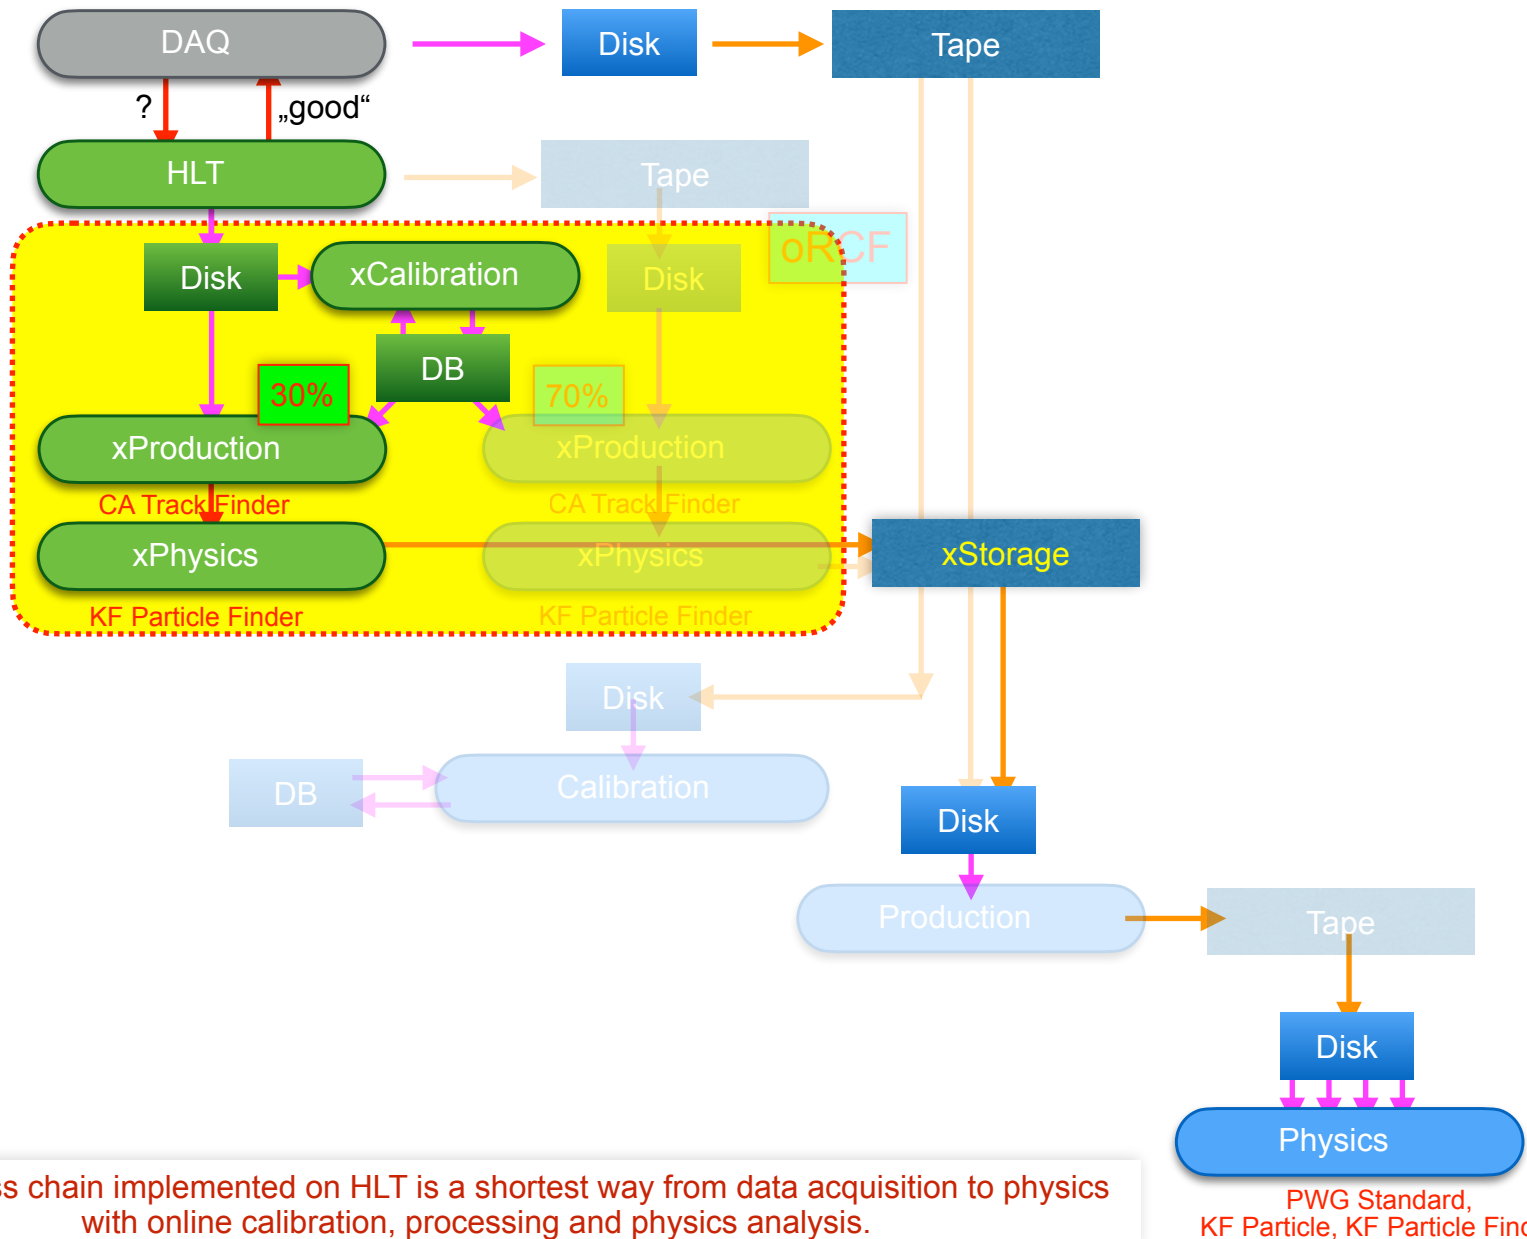 DAQ
Disk
Tape
?
„good“
HLT
Tape
oRCF
Disk
xCalibration
Disk
DB
30%
70%
xProduction
xProduction
CA Track Finder
CA Track Finder
xPhysics
xPhysics
xStorage
KF Particle Finder
KF Particle Finder
Disk
DB
Calibration
Disk
Production
Tape
Disk
Physics
chain implemented on HLT is a shortest way from data acquisition to physics
with online calibration, processing and physics analysis.
PWG Standard,
KF Particle, KF Particle